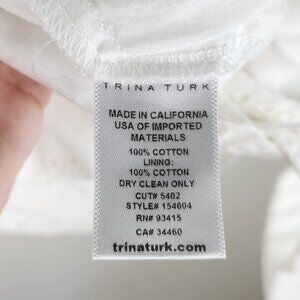 TRINA TURK
MADE IN CALIFORNIA
USA OF IMPORTED
MATERIALS
100% COTTON
LINING:
100% COTTON
DRY CLEAN ONLY
CUT# 5402
STYLE# 154604
RN# 93415
CA# 34460
trinaturk.com